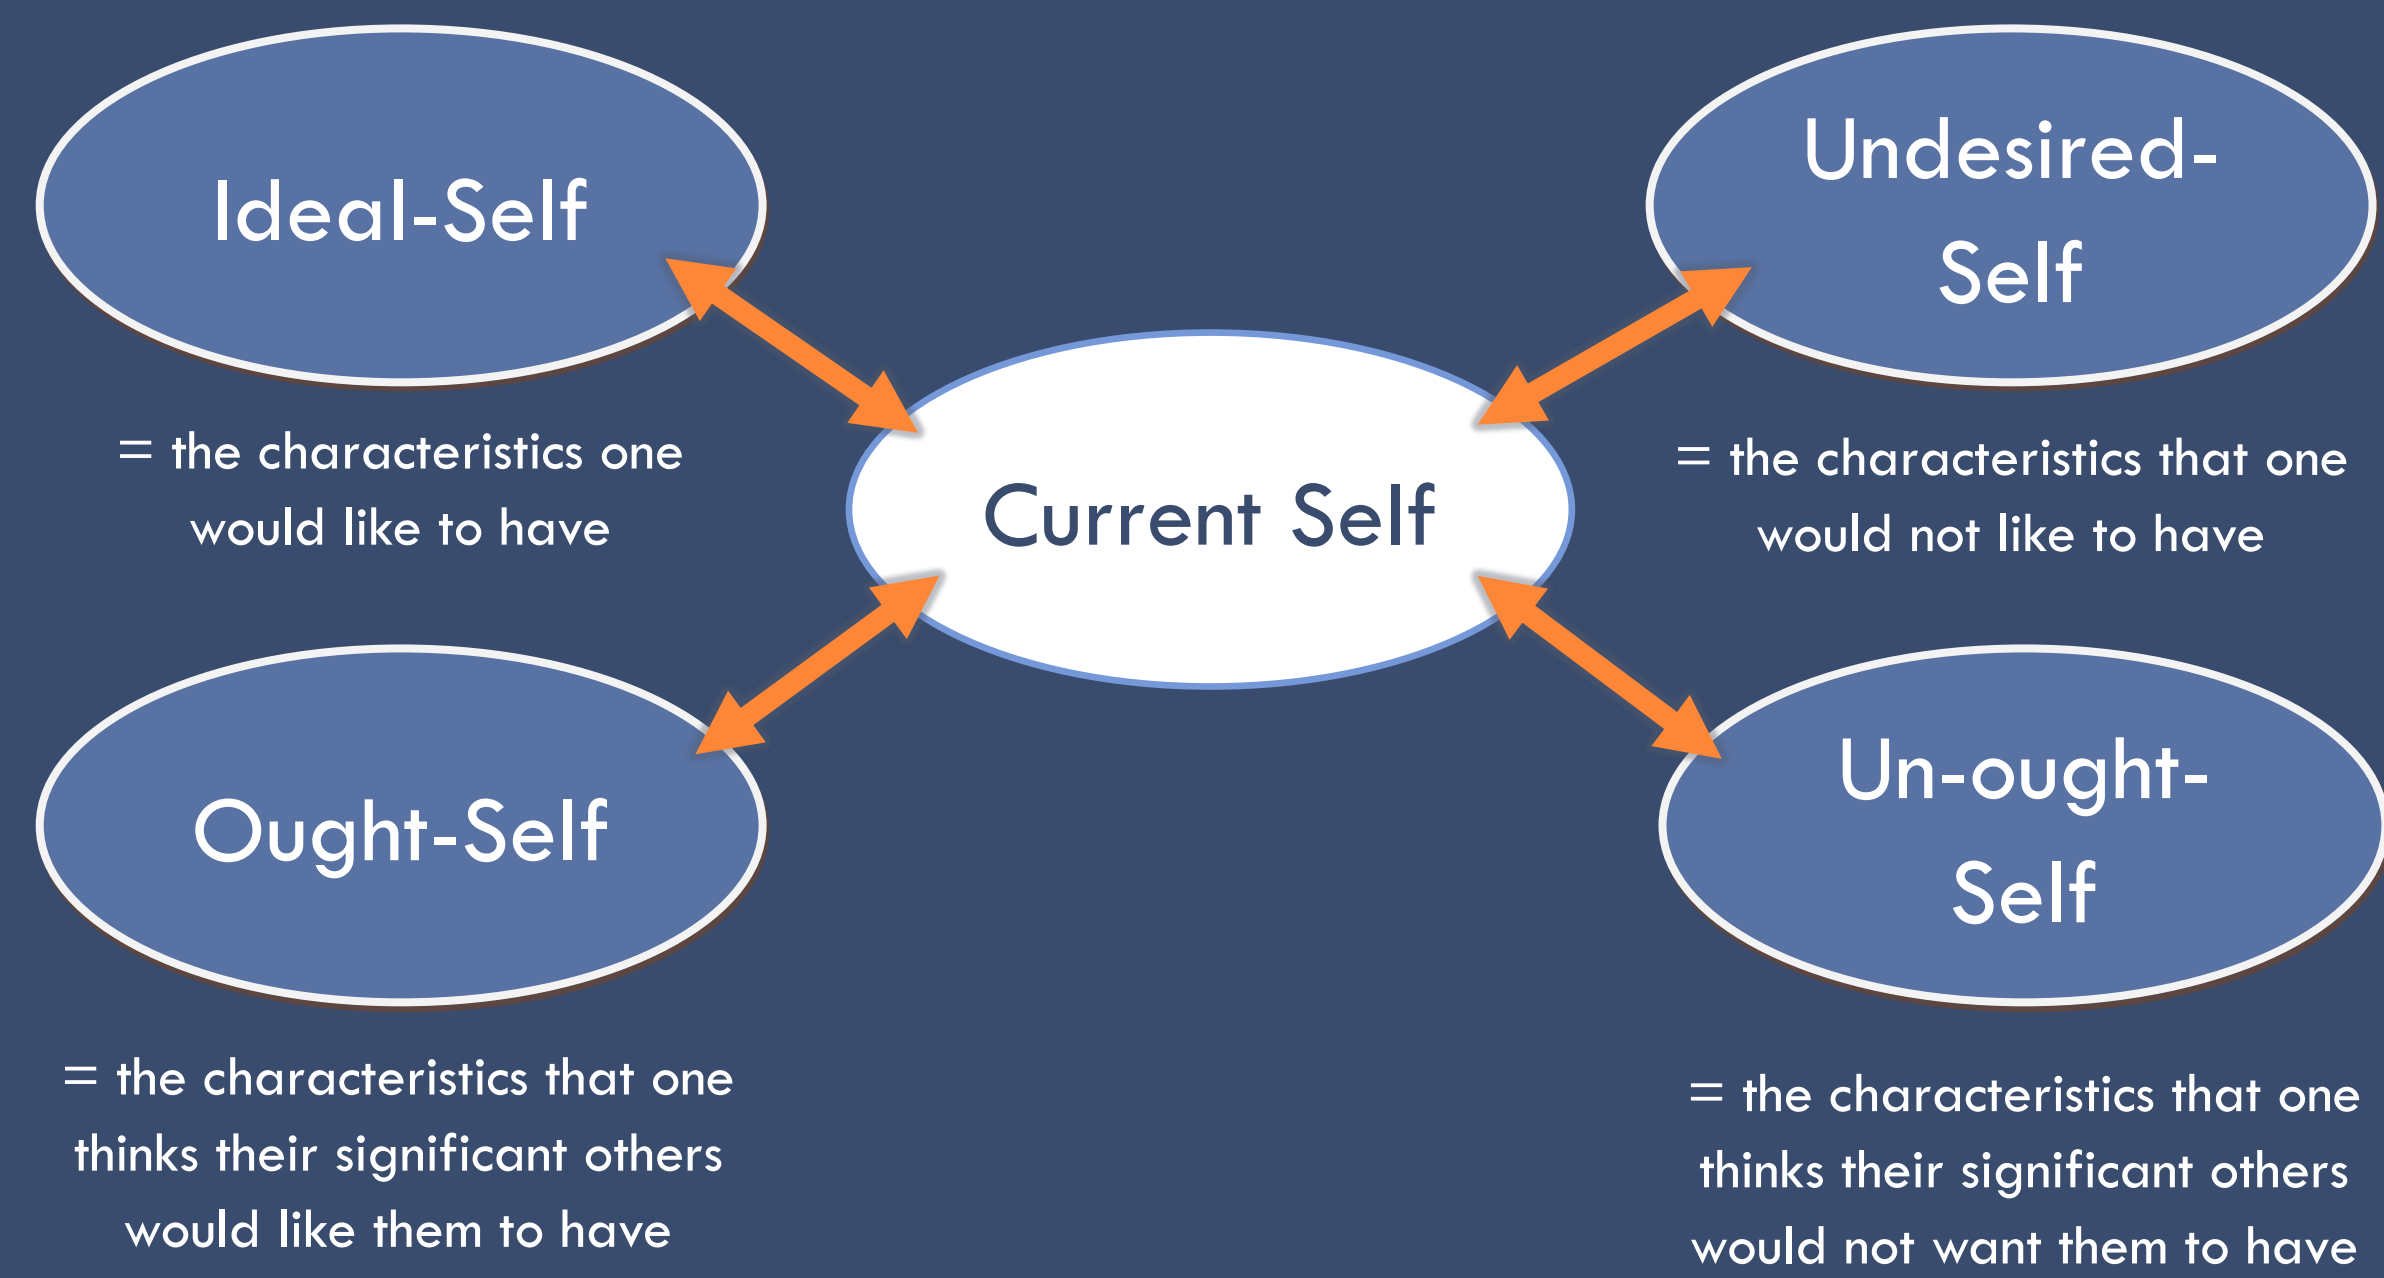 Ideal-Self
= the characteristics one
would like to have
Undesired-
Self
= the characteristics that one
would not like to have
Current Self
Ought-Self
= the characteristics that one
thinks their significant others
would like them to have
Un-ought-
Self
= the characteristics that one
thinks their significant others
would not want them to have